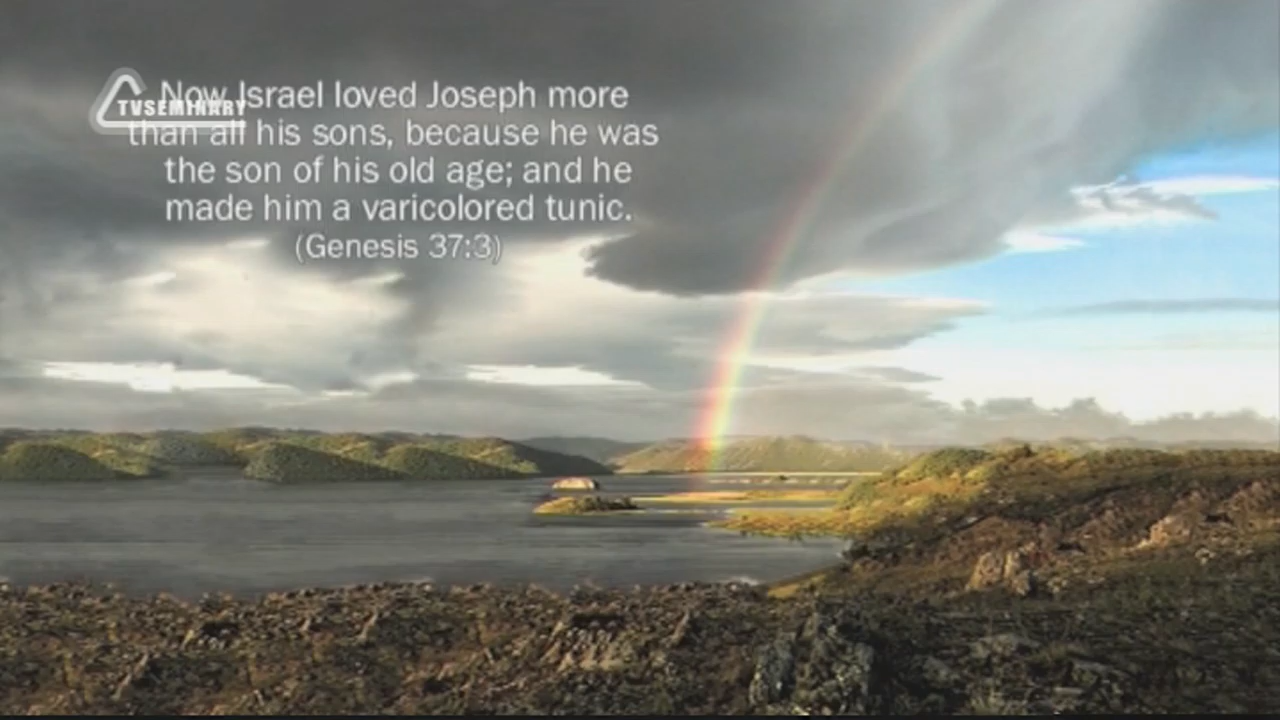 TVSEMINARY
Now Israel loved Joseph more
than all his sons, because he was
the son of his old age; and he
made him a varicolored tunic.
(Genesis 37:3)